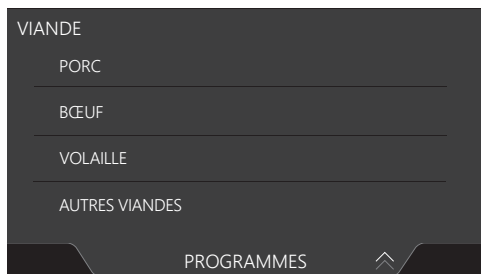 VIANDE
PORC
BŒUF
VOLAILLE
AUTRES VIANDES
PROGRAMMES